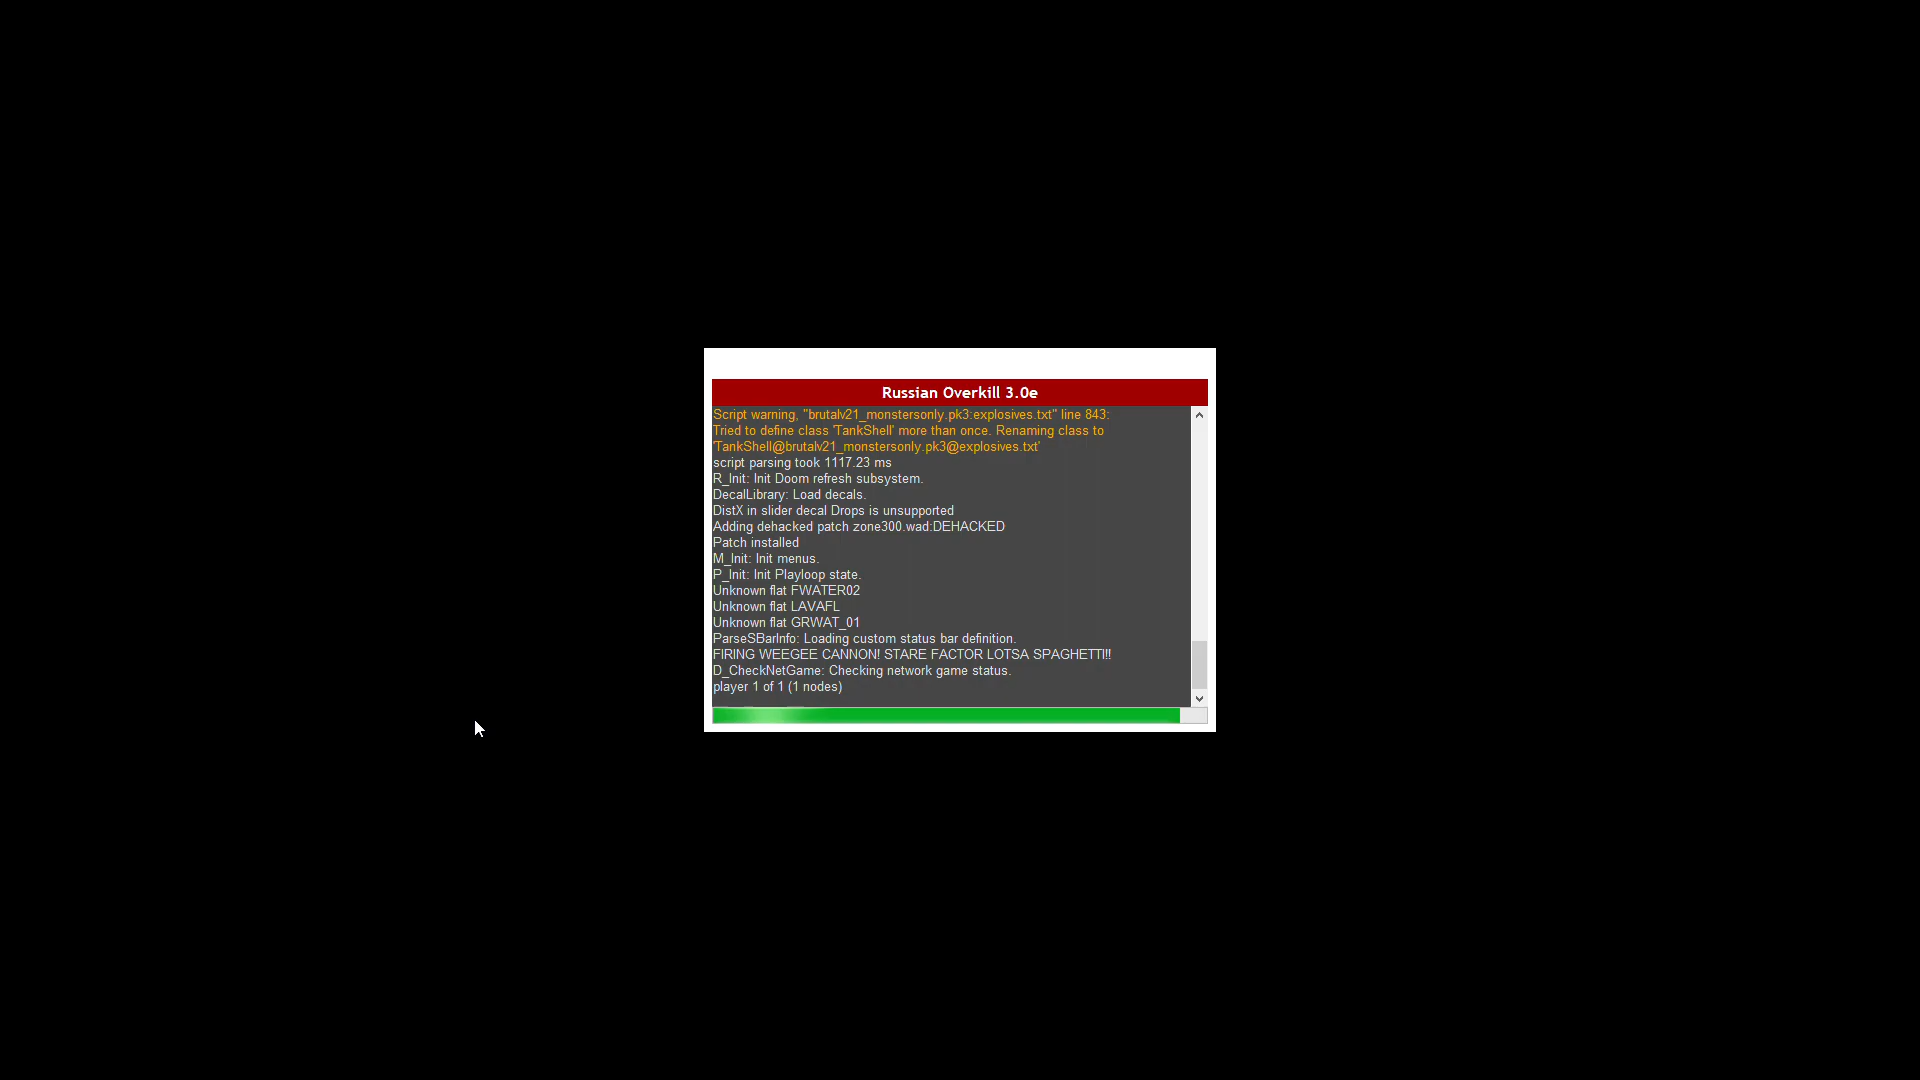 Russian Overkill 3.0e
Script warning, "brutalv21_monstersonly.pk3:explosives.txt" line 843:
Tried to define class 'TankShell' more than once. Renaming class to
'TankShell@brutalv21_monstersonly.pk3@explosives.txt'
script parsing took 1117.23 ms
R_Init: Init Doom refresh subsystem.
DecalLibrary: Load decals.
DistX in slider decal Drops is unsupported
Adding dehacked patch zone300.wad:DEHACKED
Patch installed
M_Init: Init menus.
P_Init: Init Playloop state.
Unknown flat FWATER02
Unknown flat LAVAFL
Unknown flat GRWAT_01
ParseSBarInfo: Loading custom status bar definition.
FIRING WEEGEE CANNON! STARE FACTOR LOTSA SPAGHETTI!!
D_CheckNetGame: Checking network game status.
player 1 of 1 (1 nodes)